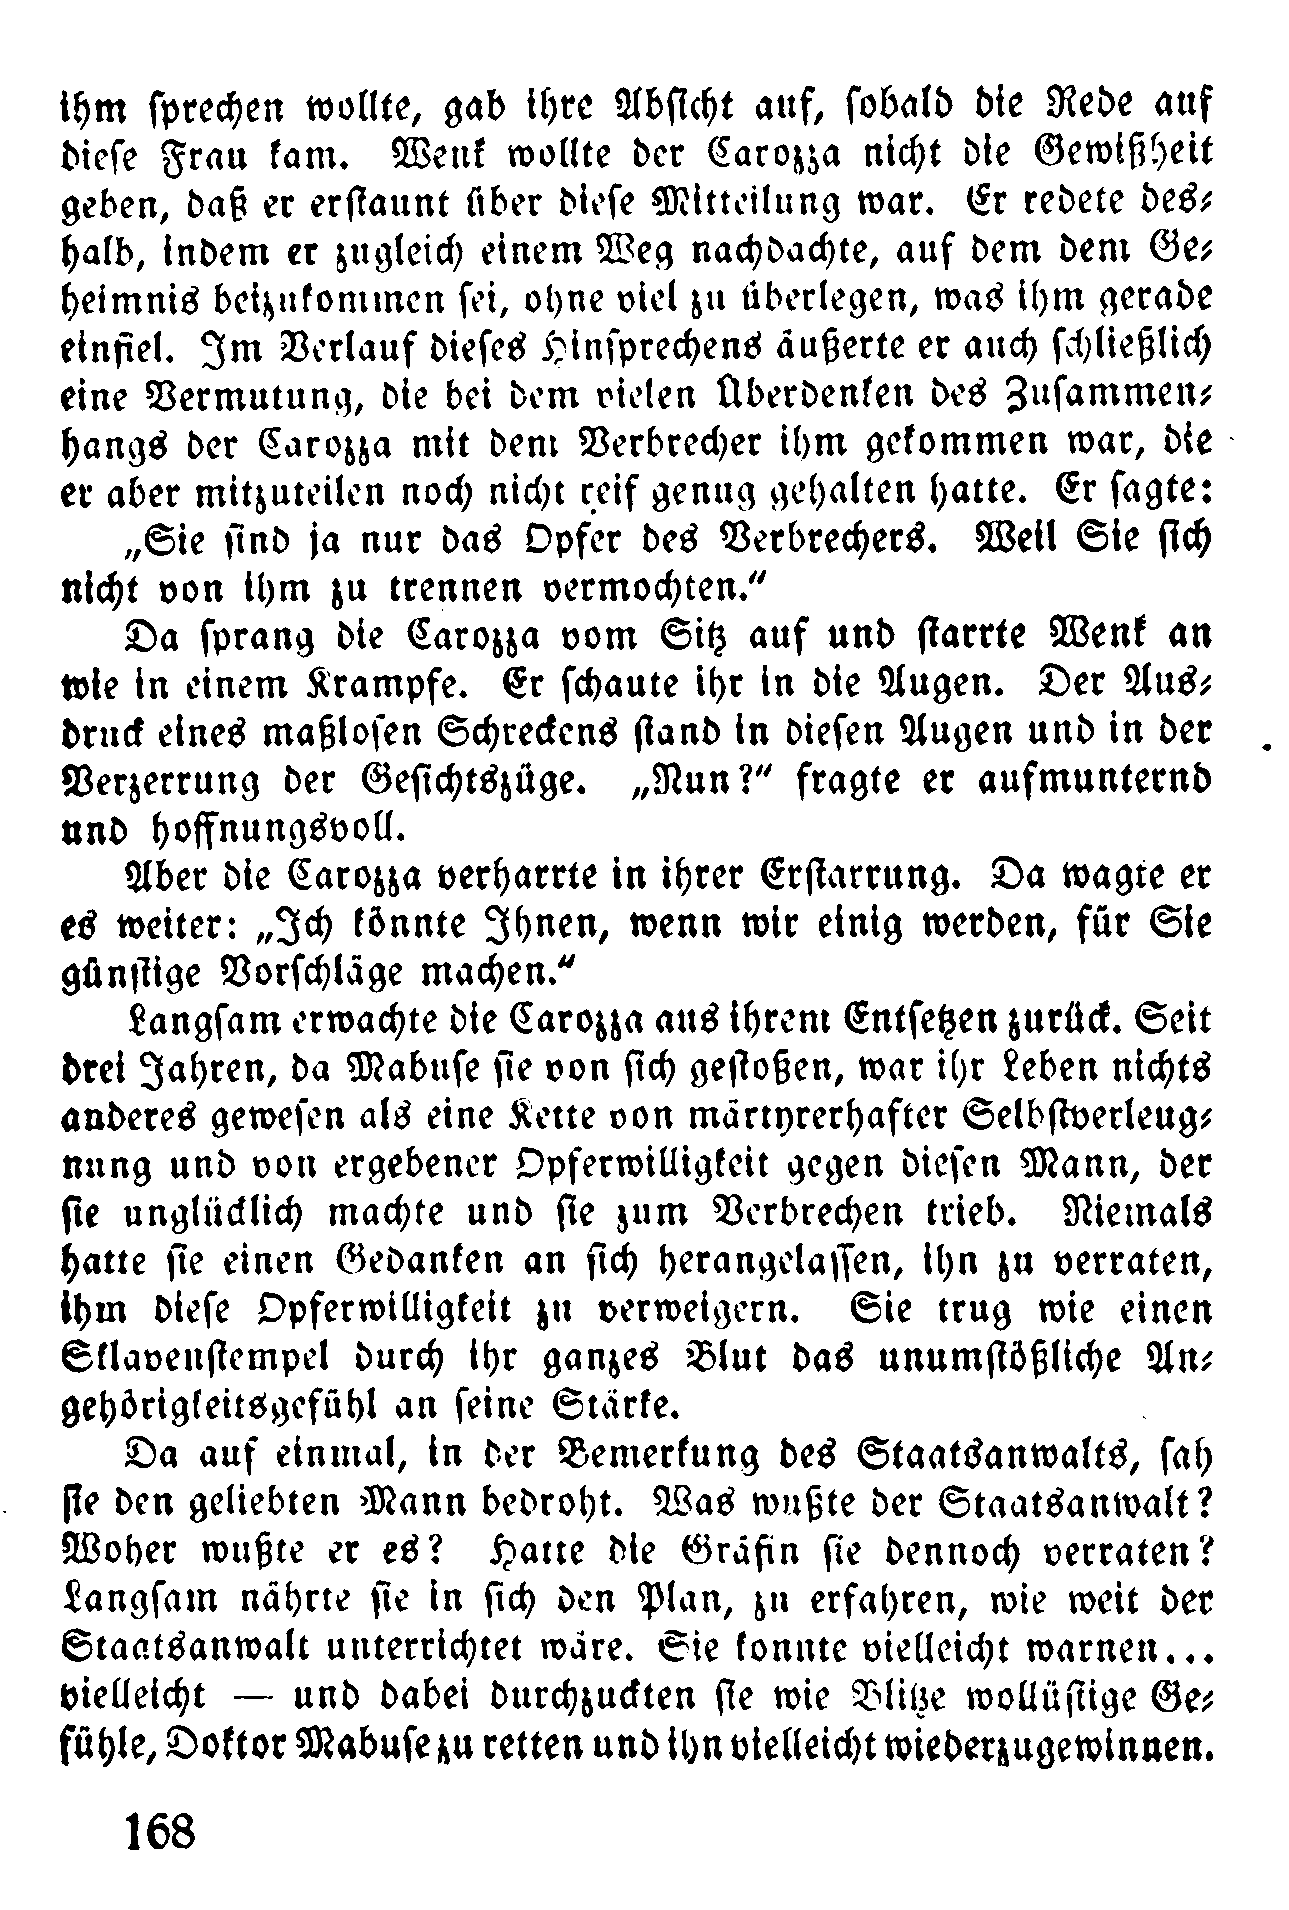 ihm sprechen wollte, gab ihre Absicht auf, sobald die Rede auf
diese Frau kam. Wenk wollte der Carozza nicht die Gewißheit
geben, daß er erstaunt über diese Mitteilung war. Er redete des-
halb, indem er zugleich einem Weg nachdachte, auf dem dem Ge-
heimnis beizukommen sei, ohne viel zu überlegen, was ihm gerade
einfiel. Im Verlauf dieses Hinsprechens äußerte er auch schließlich
eine Vermutung, die bei dem vielen Überdenken des Zusammen-
hangs der Carozza mit dem Verbrecher ihm gekommen war, die
er aber mitzuteilen noch nicht reif genug gehalten hatte. Er sagte:
„Sie sind ja nur das Opfer des Verbrechers. Weil Sie sich
nicht von ihm zu trennen vermochten.“
Da sprang die Carozza vom Sitz auf und starrte Wenk an
wie in einem Krampfe. Er schaute ihr in die Augen. Der Aus-
druck eines maßlosen Schreckens stand in diesen Augen und in der
Verzerrung der Gesichtszüge. „Nun?“ fragte er aufmunternd
und hoffnungsvoll.
Aber die Carozza verharrte in ihrer Erstarrung. Da wagte er
es weiter: „Ich könnte Ihnen, wenn wir einig werden, für Sie
günstige Vorschläge machen.“
Langsam erwachte die Carozza aus ihrem Entsetzen zurück. Seit
drei Jahren, da Mabuse sie von sich gestoßen, war ihr Leben nichts
anderes gewesen als eine Kette von märtyrerhafter Selbstverleug-
nung und von ergebener Opferwilligkeit gegen diesen Mann, der
sie unglücklich machte und sie zum Verbrechen trieb. Niemals
hatte sie einen Gedanken an sich herangelassen, ihn zu verraten,
ihm diese Opferwilligkeit zu verweigern. Sie trug wie einen
Sklavenstempel durch ihr ganzes Blut das unumstößliche An-
gehörigkeitsgefühl an seine Stärke.
Da auf einmal, in der Bemerkung des Staatsanwalts, sah
sie den geliebten Mann bedroht. Was wußte der Staatsanwalt?
Woher wußte er es? Hatte die Gräfin sie dennoch verraten?
Langsam nährte sie in sich den Plan, zu erfahren, wie weit der
Staatsanwalt unterrichtet wäre. Sie konnte vielleicht warnen...
vielleicht — und dabei durchzuckten sie wie Blitze wollüstige Ge-
fühle, Doktor Mabuse zu retten und ihn vielleicht wiederzugewinnen.
168